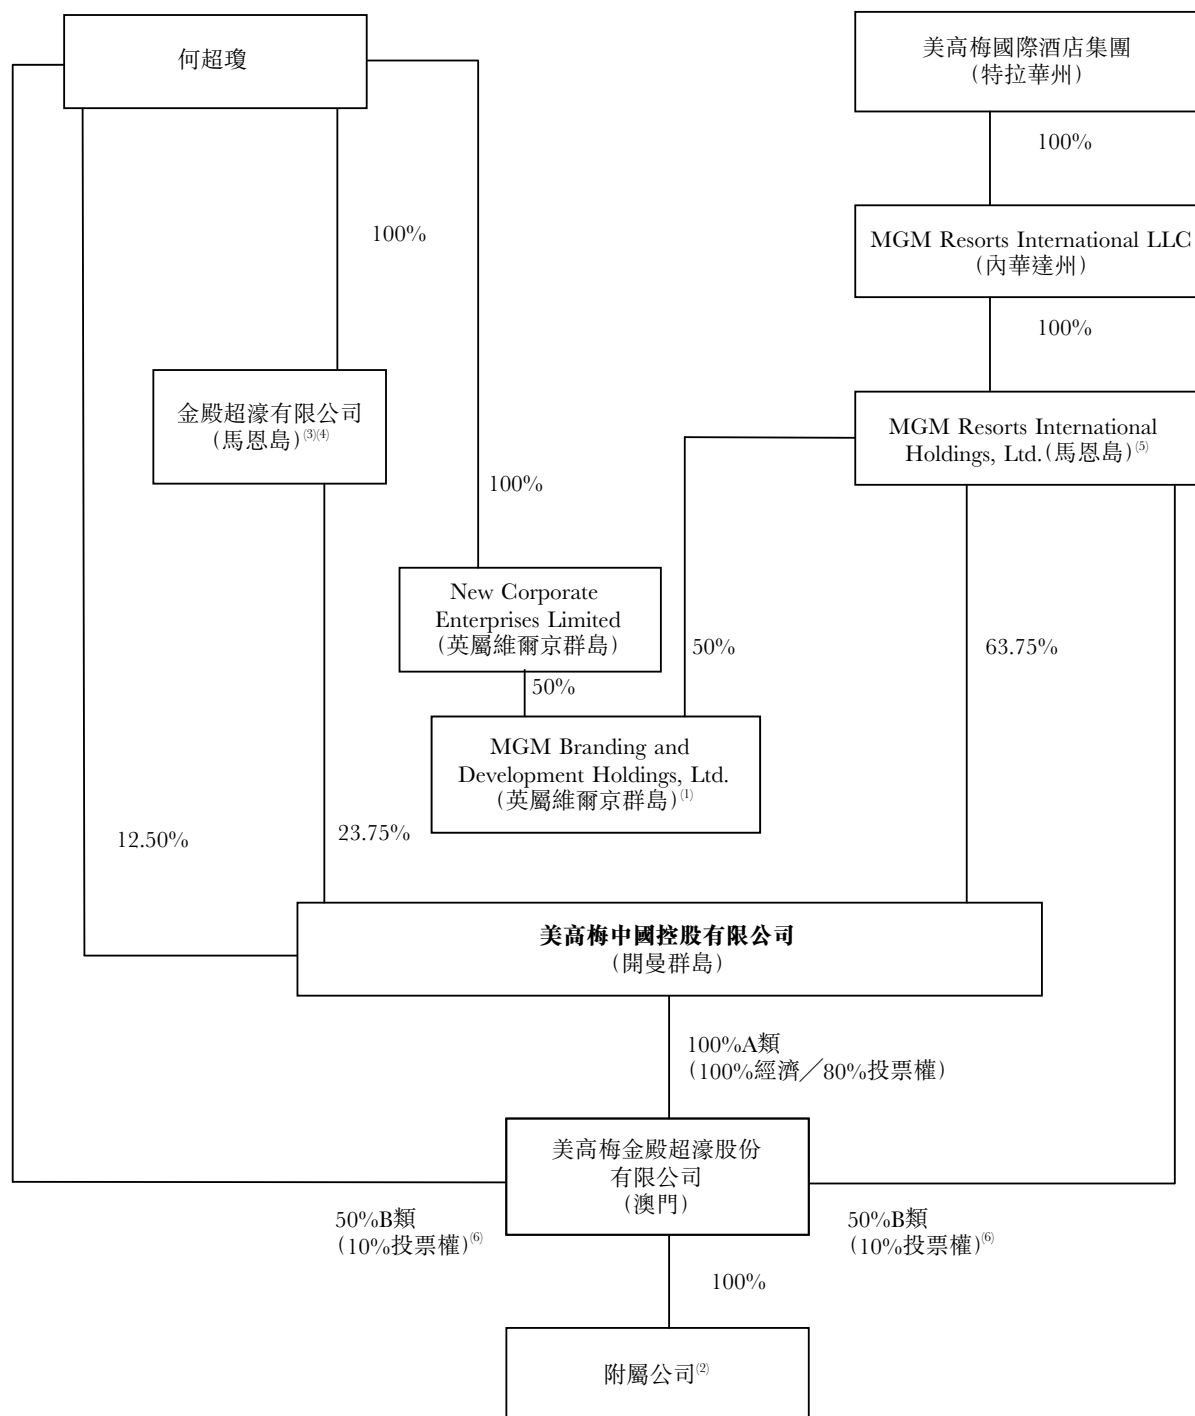 何超瓊
美高梅國際酒店集團
(特拉華州)
100%
MGM Resorts International LLC
(內華達州)
100%
100%
金殿超濠有限公司
(馬恩島)(3)(4)
MGM Resorts International
Holdings, Ltd.(馬恩島)(5)
100%
New Corporate
Enterprises Limited
(英屬維爾京群島)
50%
50%
63.75%
MGM Branding and
Development Holdings, Ltd.
(英屬維爾京群島)(1)
12.50%
23.75%
美高梅中國控股有限公司
(開曼群島)
100%A類
(100%經濟／80%投票權)
美高梅金殿超濠股份
有限公司
(澳門)
50%B類
(10%投票權)(6)
50%B類
(10%投票權)(6)
100%
附屬公司(2)